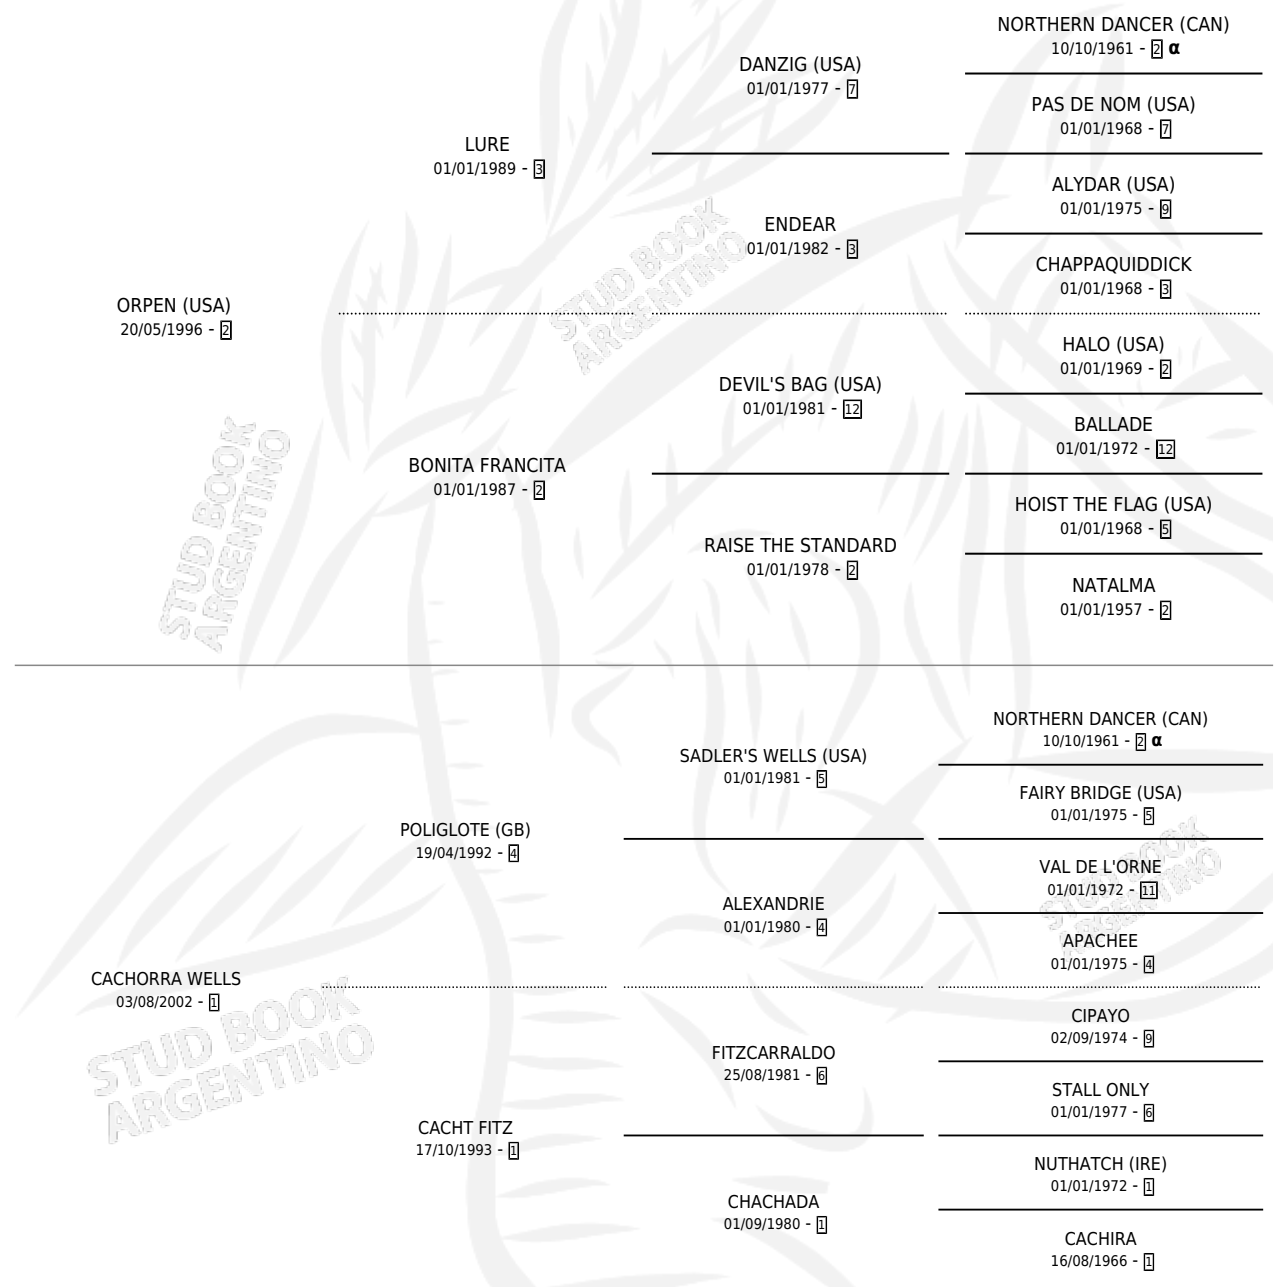 NORTHERN DANCER (CAN)
10/10/1961 - 2 α
DANZIG (USA)
01/01/1977 - 7
PAS DE NOM (USA)
01/01/1968 - 7
LURE
01/01/1989 - 3
ALYDAR (USA)
01/01/1975 - 9
ENDEAR
01/01/1982 - 3
CHAPPAQUIDDICK
01/01/1968 - 3
ORPEN (USA)
20/05/1996 - 2
HALO (USA)
01/01/1969 - 2
DEVIL'S BAG (USA)
01/01/1981 - 12
BALLADE
01/01/1972 - 12
BONITA FRANCITA
01/01/1987 - 2
HOIST THE FLAG (USA)
01/01/1968 - 5
RAISE THE STANDARD
01/01/1978 - 2
NATALMA
01/01/1957 - 2
NORTHERN DANCER (CAN)
10/10/1961 - 2 α
SADLER'S WELLS (USA)
01/01/1981 - 5
FAIRY BRIDGE (USA)
01/01/1975 - 5
POLIGLOTE (GB)
19/04/1992 - 4
VAL DE L'ORNE
01/01/1972 - 11
ALEXANDRIE
01/01/1980 - 4
APACHEE
01/01/1975 - 4
CACHORRA WELLS
03/08/2002 - 1
CIPAYO
02/09/1974 - 9
FITZCARRALDO
25/08/1981 - 6
STALL ONLY
01/01/1977 - 6
CACHT FITZ
17/10/1993 - 1
NUTHATCH (IRE)
01/01/1972 - 1
CHACHADA
01/09/1980 - 1
CACHIRA
16/08/1966 - 1
STUD BOOK
ARGENTINO
STUD BOOK
ARGENTINO
STUD BOOK
ARGENTINO
STUD BOOK
ARGENTINO